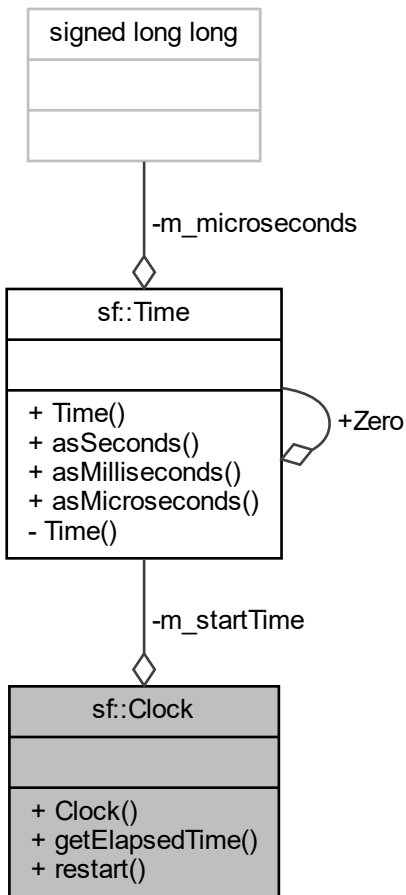 signed long long
-m_microseconds
sf::Time
+ Time()
+ asSeconds()
+ asMilliseconds()
+ asMicroseconds()
- Time()
+Zero
-m_startTime
sf::Clock
+ Clock()
+ getElapsedTime()
+ restart()